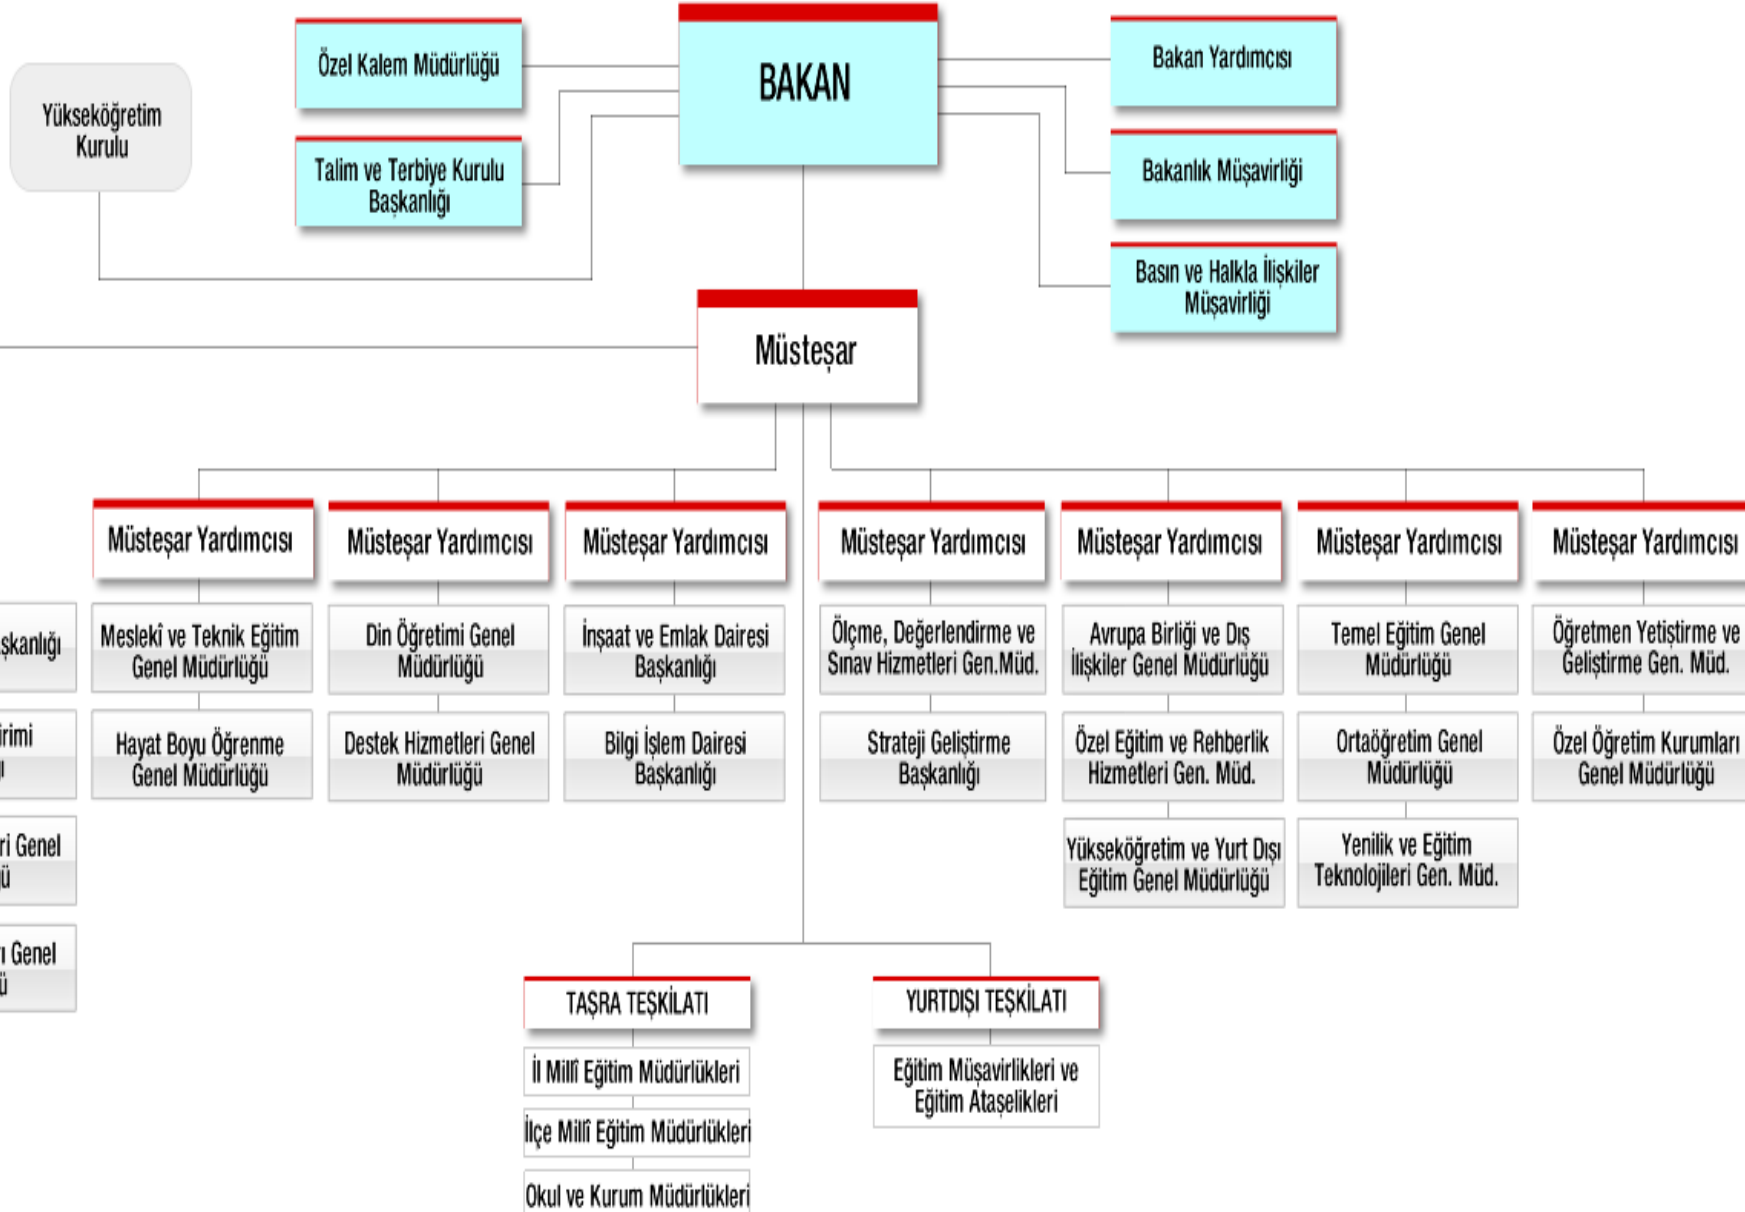 Özel Kalem Müdürlüğü
BAKAN
Bakan Yardımcısı
Yükseköğretim
Kurulu
Talim ve Terbiye Kurulu
Başkanlığı
Bakanlık Müşavirliği
Basın ve Halkla İlişkiler
Müşavirliği
Müsteşar
Müsteşar Yardımcısı
Müsteşar Yardımcısı
Müsteşar Yardımcısı
Müsteşar Yardımcısı
Müsteşar Yardımcısı
Müsteşar Yardımcısı
Müsteşar Yardımcısı
Meslekî ve Teknik Eğitim
Genel Müdürlüğü
Din Öğretimi Genel
Müdürlüğü
İnşaat ve Emlak Dairesi
Başkanlığı
Ölçme, Değerlendirme ve
Sınav Hizmetleri Gen.Müd.
Avrupa Birliği ve Dış
İlişkiler Genel Müdürlüğü
Temel Eğitim Genel
Müdürlüğü
Öğretmen Yetiştirme ve
Geliştirme Gen. Müd.
Hayat Boyu Öğrenme
Genel Müdürlüğü
Destek Hizmetleri Genel
Müdürlüğü
Bilgi İşlem Dairesi
Başkanlığı
Strateji Geliştirme
Başkanlığı
Özel Eğitim ve Rehberlik
Hizmetleri Gen. Müd.
Ortaöğretim Genel
Müdürlüğü
Özel Öğretim Kurumları
Genel Müdürlüğü
Genel
Yükseköğretim ve Yurt Dışı
Eğitim Genel Müdürlüğü
Yenilik ve Eğitim
Teknolojileri Gen. Müd.
Genel
TAŞRA TEŞKİLATI
İl Millî Eğitim Müdürlükleri
İlçe Millî Eğitim Müdürlükleri
Okul ve Kurum Müdürlükleri
YURTDIŞI TEŞKİLATI
Eğitim Müşavirlikleri ve
Eğitim Ataşelikleri